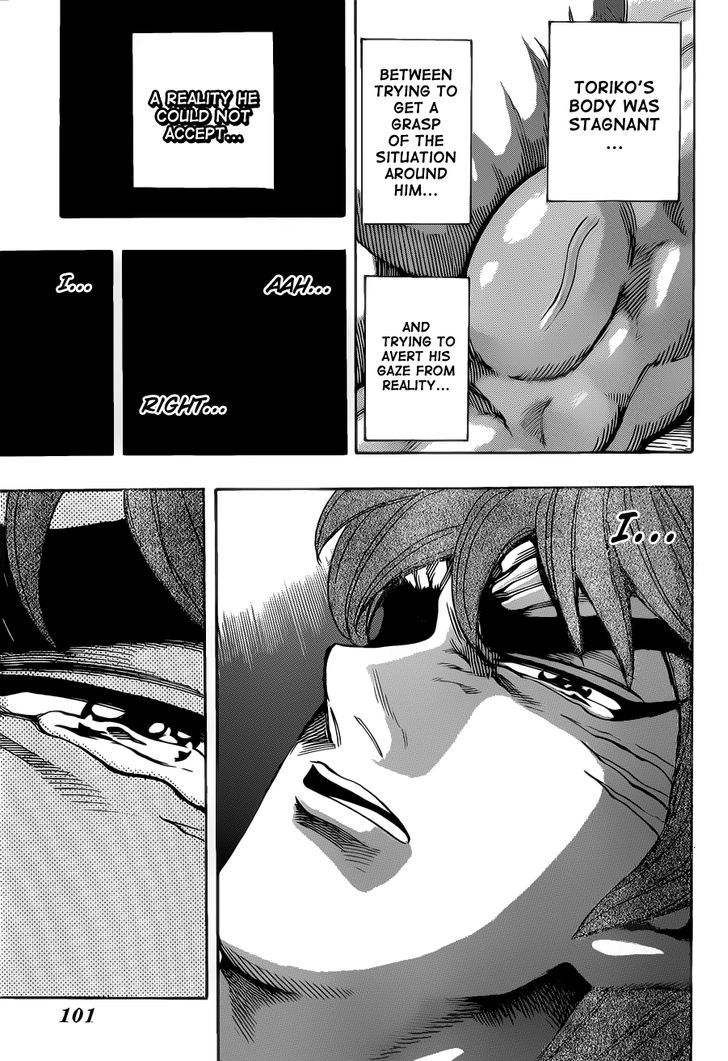 TORIKO'S
BODY WAS
STAGNANT
...
BETWEEN
TRYING TO
GET A
GRASP
OF THE
SITUATION
AROUND
HIM...
AND
TRYING TO
AVERT HIS
GAZE FROM
REALITY...
A REALITY HE
COULD NOT
ACCEPT...
AAH...
RIGHT...
I...
I...
101